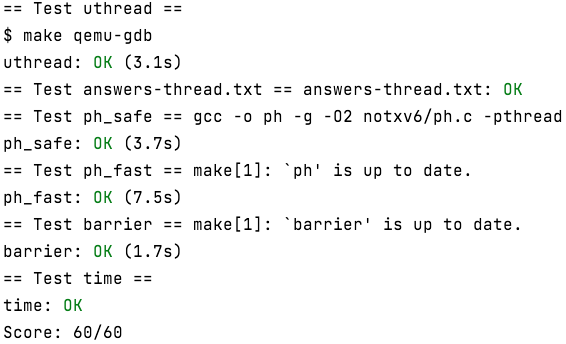 == Test uthread ==
$ make qemu-gdb
uthread: OK (3.1s)
== Test answers-thread.txt == answers-thread.txt: OK
== Test ph_safe == gcc -o ph -g -O2 notxv6/ph.c -pthread
ph_safe: OK (3.7s)
== Test ph_fast == make[1]: `ph' is up to date.
ph_fast: OK (7.5s)
== Test barrier == make[1]: `barrier' is up to date.
barrier: OK (1.7s)
== Test time ==
time: OK
Score: 60/60